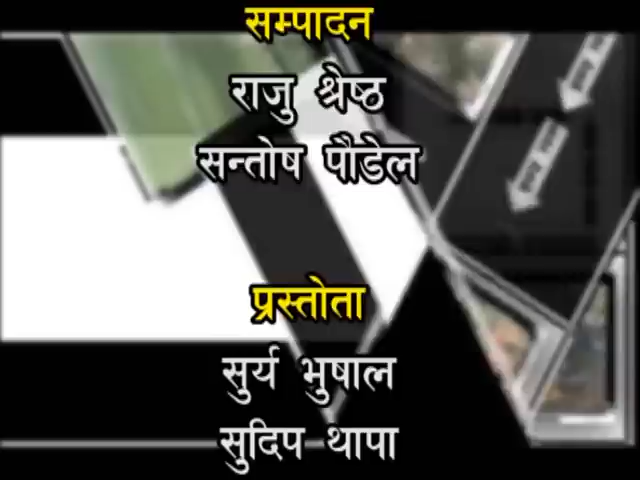 सम्पादन
राजु श्रेष्ठ
सन्तोष पौडेल
प्रस्तोता
सुर्य भुषाल
सुदिप थापा